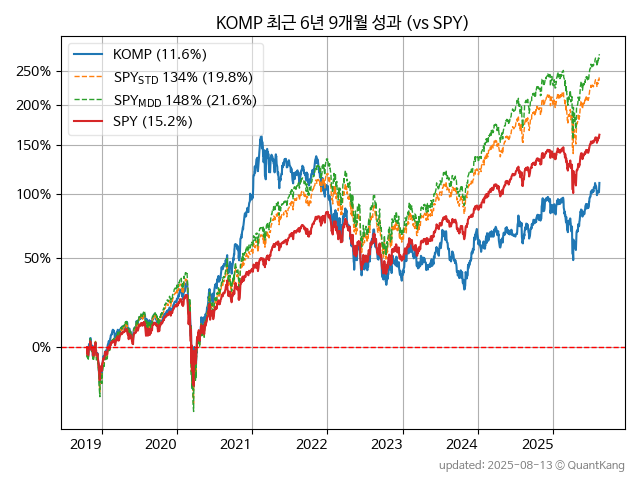 KOMP 최근 6년 9개월 성과 (vs SPY)
KOMP (11.6%)
SPY_STD 134% (19.8%)
SPY_MDD 148% (21.6%)
SPY (15.2%)
250%
200%
150%
100%
50%
0%
2019 2020 2021 2022 2023 2024 2025
updated: 2025-08-13 © QuantKang